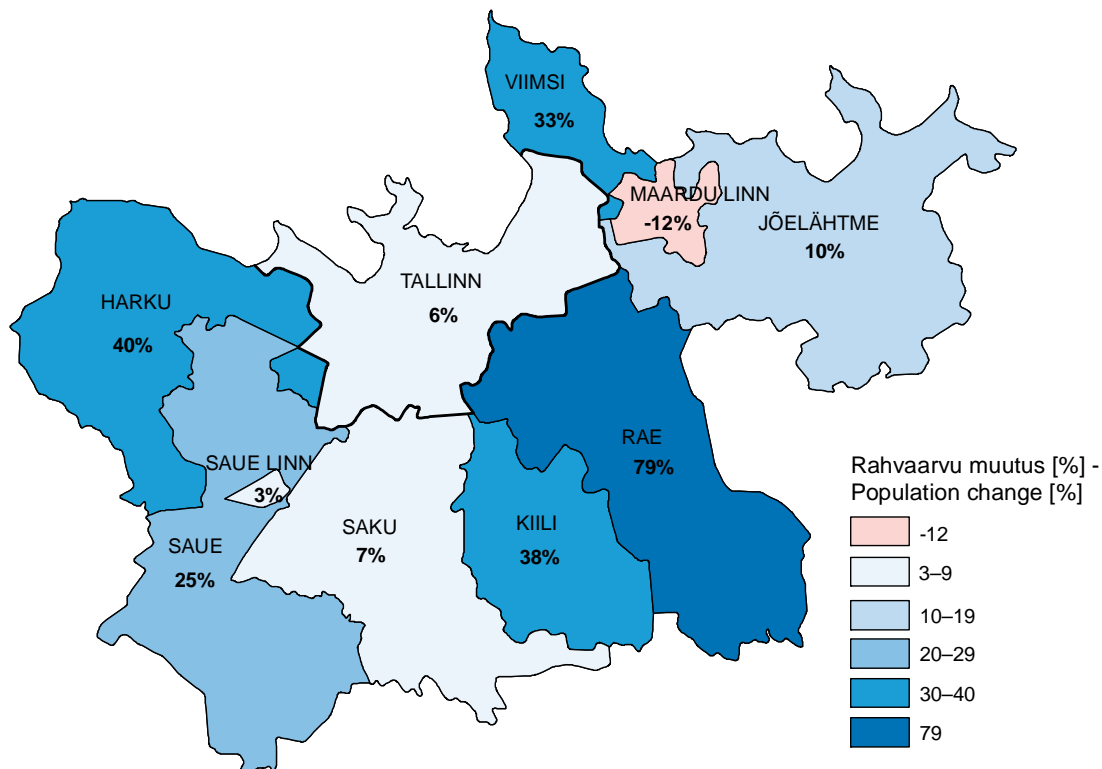 VIIMSI
33%
MAARDU LINN
-12%
JÕELÄHTME
10%
TALLINN
6%
HARKU
40%
RAE
79%
SAUE LINN
3%
SAKU
7%
KIILI
38%
SAUE
25%
Rahvaarvu muutus [%] -
Population change [%]
-12
3–9
10–19
20–29
30–40
79